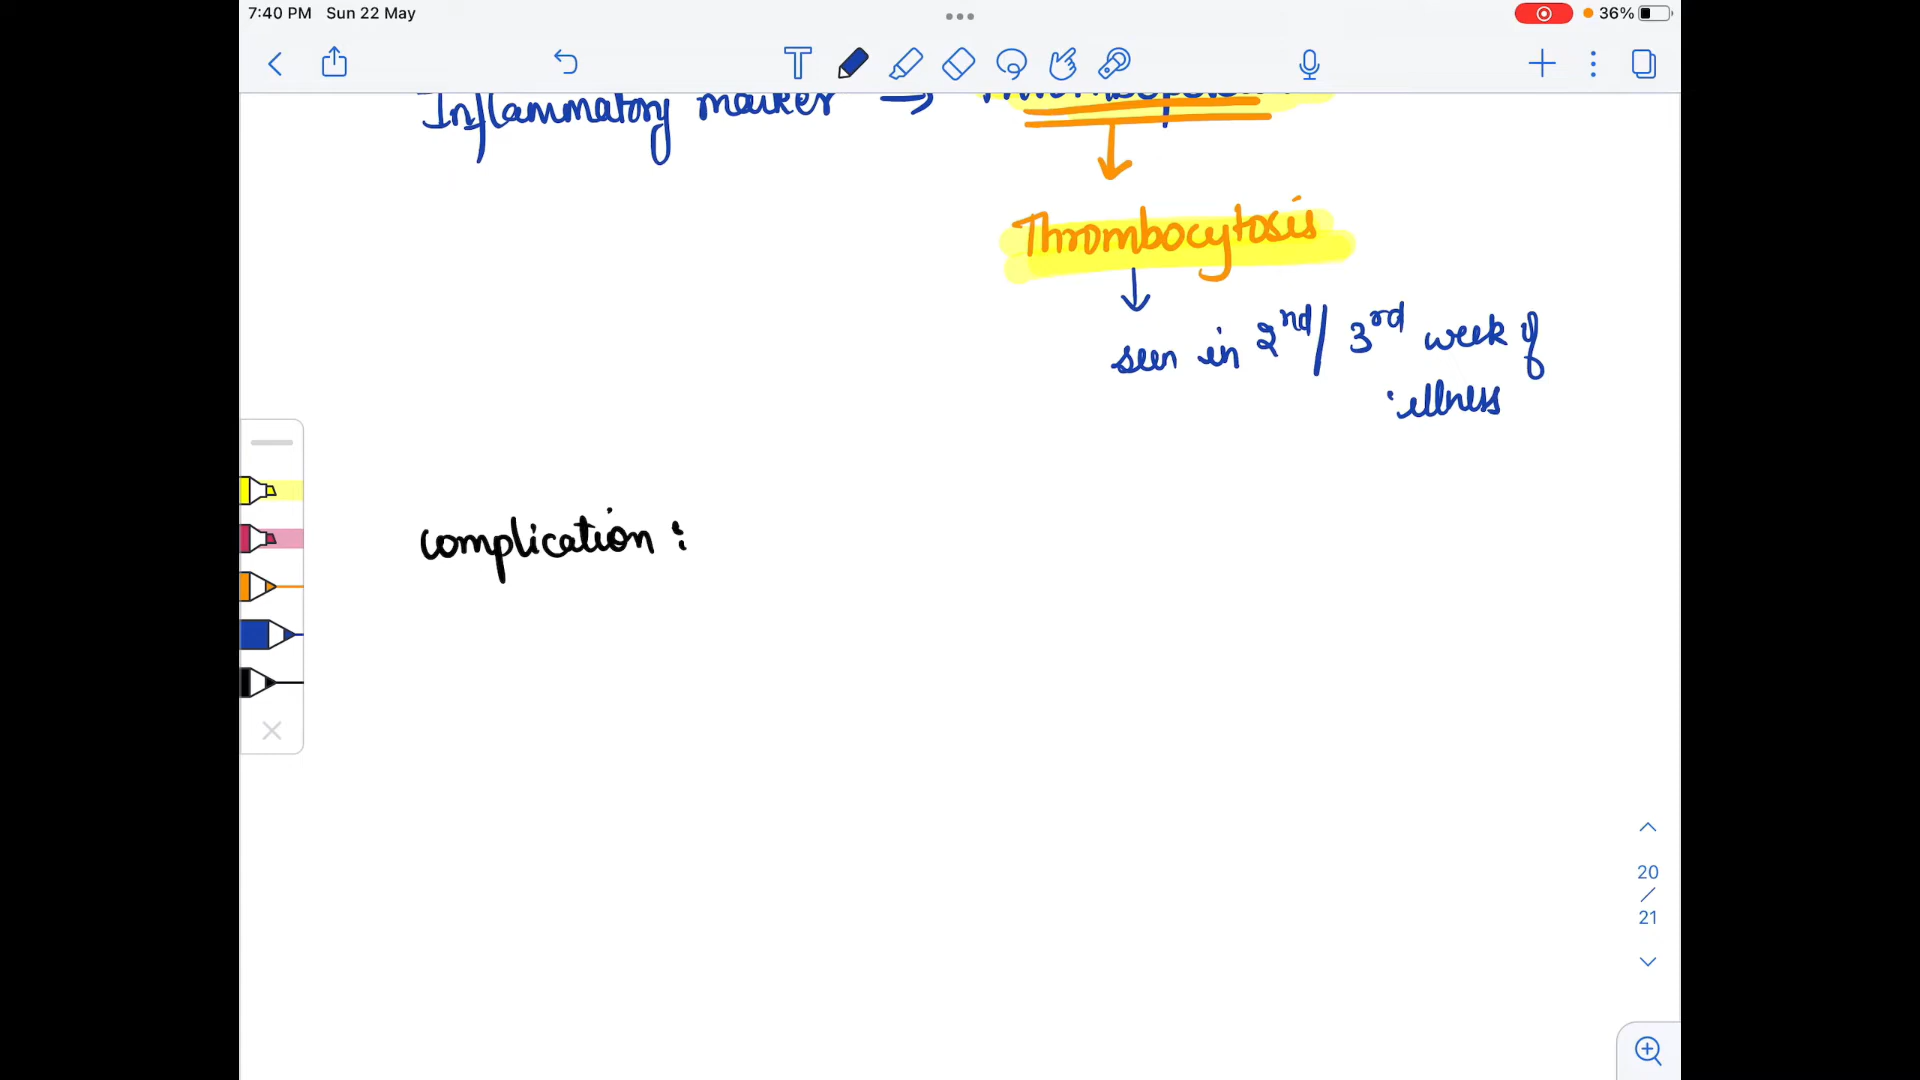 7:40 PM Sun 22 May
36%
Inflammatory marker →
Thrombocytosis
seen in 2nd / 3rd week of
illness
complication :
20
/
21